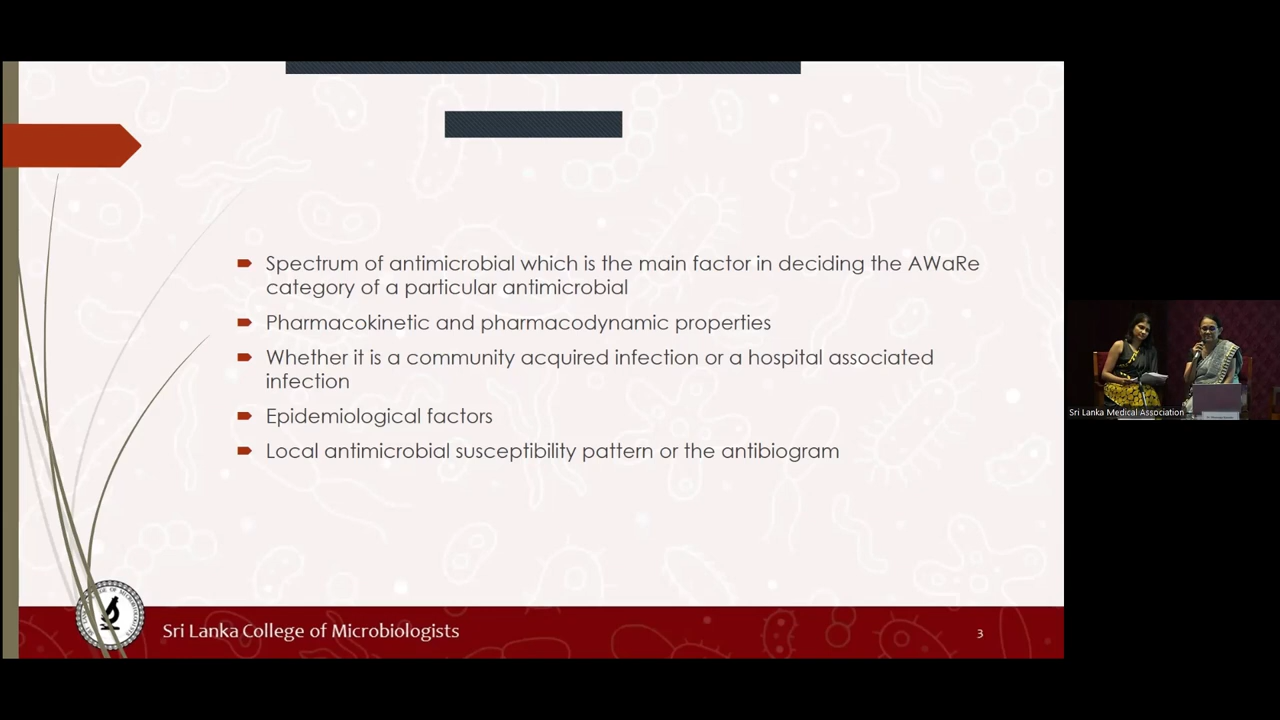 Spectrum of antimicrobial which is the main factor in deciding the AWaRe
category of a particular antimicrobial
Pharmacokinetic and pharmacodynamic properties
Whether it is a community acquired infection or a hospital associated
infection
Epidemiological factors
Local antimicrobial susceptibility pattern or the antibiogram
Sri Lanka Medical Association
Sri Lanka College of Microbiologists
3